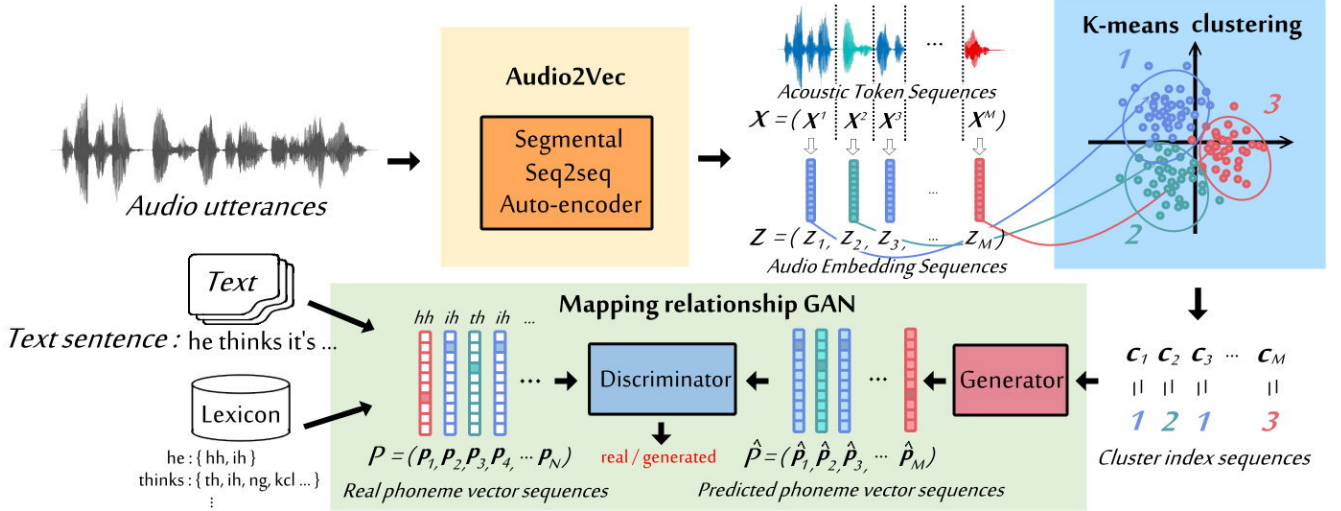 Audio2Vec
Segmental
Seq2seq
Auto-encoder
Audio utterances
...
Acoustic Token Sequences
X = ( X¹ X² X³ X^M )
...
Z = ( Z₁, Z₂, Z₃, ... Z_M )
Audio Embedding Sequences
K-means clustering
1
2
3
Text
Text sentence : he thinks it's ...
Lexicon
he : { hh, ih }
thinks : { th, ih, ng, kcl ... }
⋮
Mapping relationship GAN
hh ih th ih ...
...
P = ( P₁, P₂, P₃, P₄, ... P_N )
Real phoneme vector sequences
Discriminator
real / generated
...
P̂ = ( P̂₁, P̂₂, P̂₃, ... P̂_M )
Predicted phoneme vector sequences
Generator
C₁ C₂ C₃ ... C_M
= = = =
1 2 1 3
Cluster index sequences